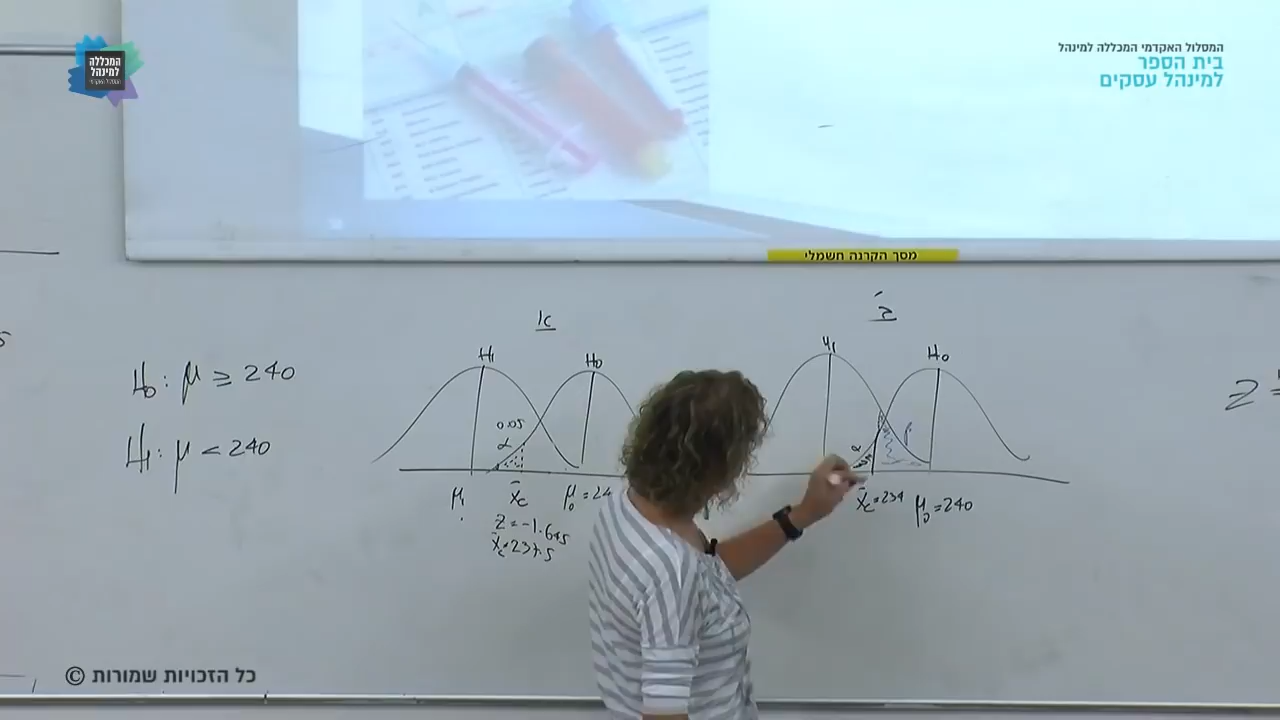 המכללה
למינהל
המסלול האקדמי המכללה למינהל
בית הספר
למינהל עסקים
מסך הקרנה חשמלי
H₀: μ ≥ 240
H₁: μ < 240
א
H₁ H₀
0.05
α
μ₁ x̄c μ₀ = 24
Z = -1.645
x̄c = 237.5
ב
H₁ H₀
α β
x̄c = 234 μ₀ = 240
Z =
כל הזכויות שמורות ©